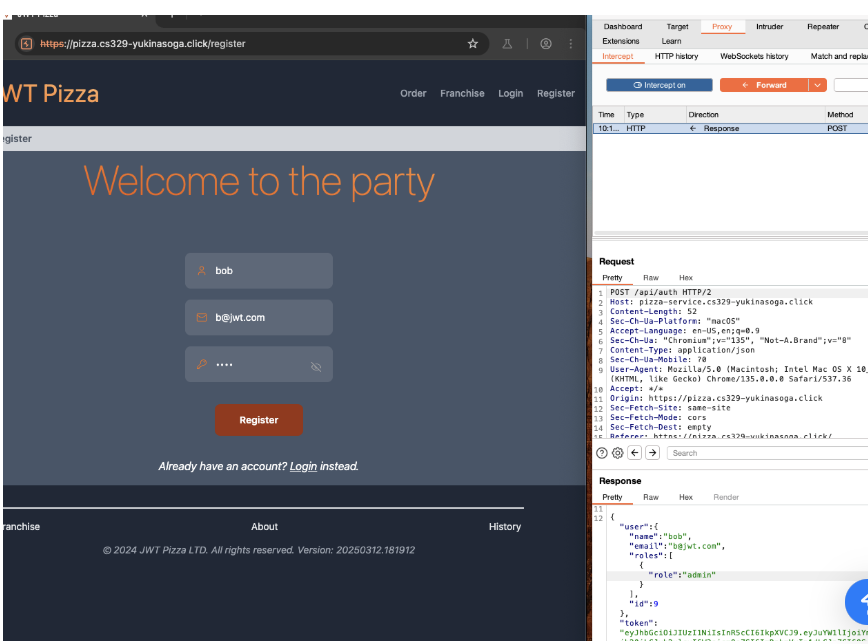 https://pizza.cs329-yukinasoga.click/register
JWT Pizza
Order Franchise Login Register
register
Welcome to the party
bob
b@jwt.com
••••
Register
Already have an account? Login instead.
Franchise About History
© 2024 JWT Pizza LTD. All rights reserved. Version: 20250312.181912
Dashboard Target Proxy Intruder Repeater
Extensions Learn
Intercept HTTP history WebSockets history Match and repla
Intercept on Forward
Time Type Direction Method
10:1... HTTP ← Response POST
Request
Pretty Raw Hex
1 POST /api/auth HTTP/2
2 Host: pizza-service.cs329-yukinasoga.click
3 Content-Length: 52
4 Sec-Ch-Ua-Platform: "macOS"
5 Accept-Language: en-US,en;q=0.9
6 Sec-Ch-Ua: "Chromium";v="135", "Not-A.Brand";v="8"
7 Content-Type: application/json
8 Sec-Ch-Ua-Mobile: ?0
9 User-Agent: Mozilla/5.0 (Macintosh; Intel Mac OS X 10_
(KHTML, like Gecko) Chrome/135.0.0.0 Safari/537.36
10 Accept: */*
11 Origin: https://pizza.cs329-yukinasoga.click
12 Sec-Fetch-Site: same-site
13 Sec-Fetch-Mode: cors
14 Sec-Fetch-Dest: empty
15 Referer: https://pizza.cs329-yukinasoga.click/
Search
Response
Pretty Raw Hex Render
11
12 {
"user":{
"name":"bob",
"email":"b@jwt.com",
"roles":[
{
"role":"admin"
}
],
"id":9
},
"token":